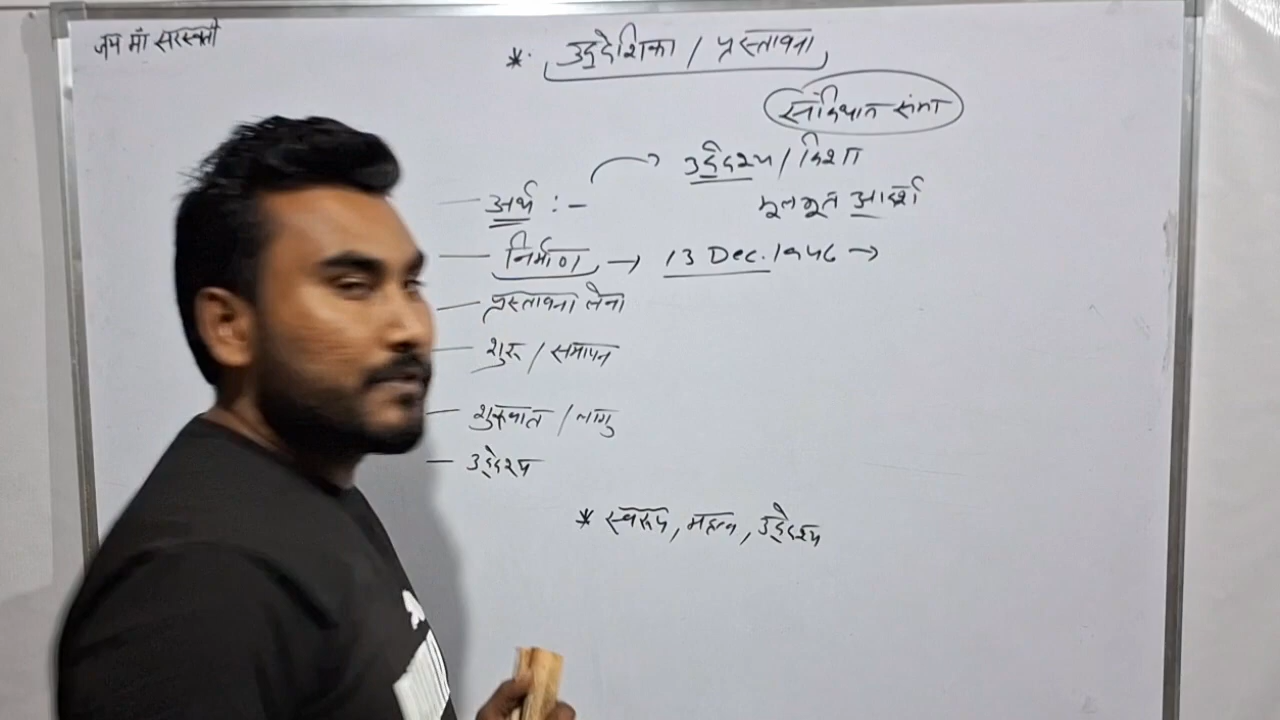 जय माँ सरस्वती
*. उद्देशिका / प्रस्तावना
संविधान सभा
अर्थ :- → उद्देश्य / दिशा
मूलभूत आदर्श
— निर्माण → 13 Dec. 1946 →
— प्रस्तावना लेना
— शुरू / समापन
— शुरुवात / लागु
— उद्देश्य
* स्वरूप, महत्व, उद्देश्य